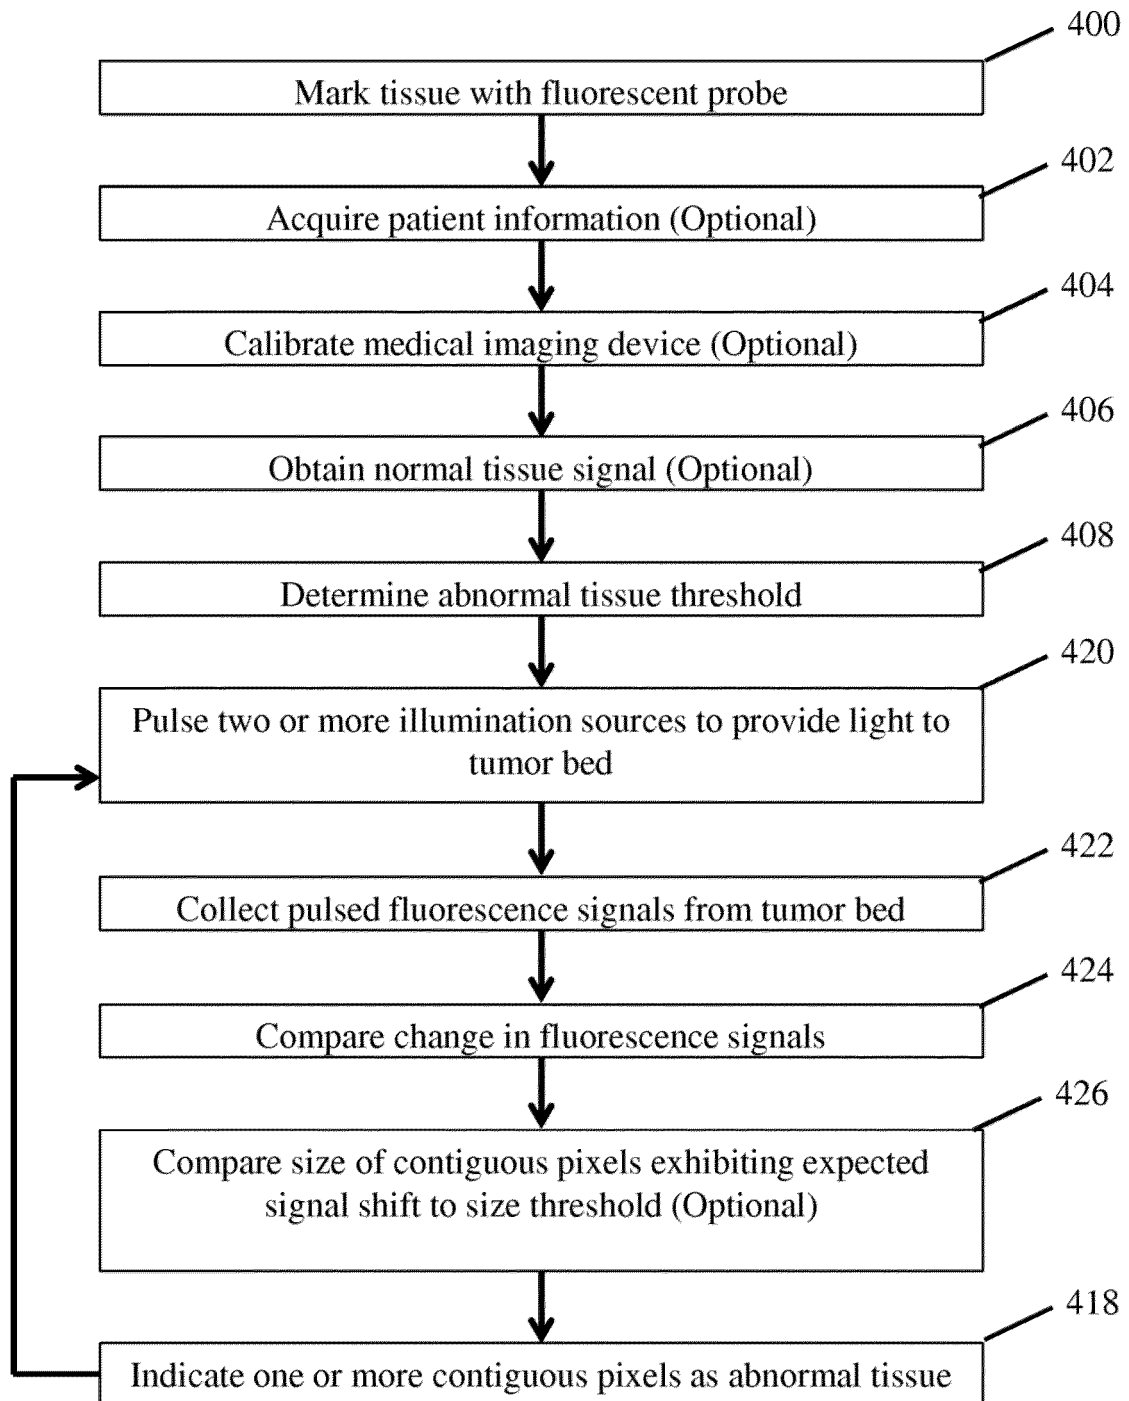 400
Mark tissue with fluorescent probe
402
Acquire patient information (Optional)
404
Calibrate medical imaging device (Optional)
406
Obtain normal tissue signal (Optional)
408
Determine abnormal tissue threshold
420
Pulse two or more illumination sources to provide light to
tumor bed
422
Collect pulsed fluorescence signals from tumor bed
424
Compare change in fluorescence signals
426
Compare size of contiguous pixels exhibiting expected
signal shift to size threshold (Optional)
418
Indicate one or more contiguous pixels as abnormal tissue